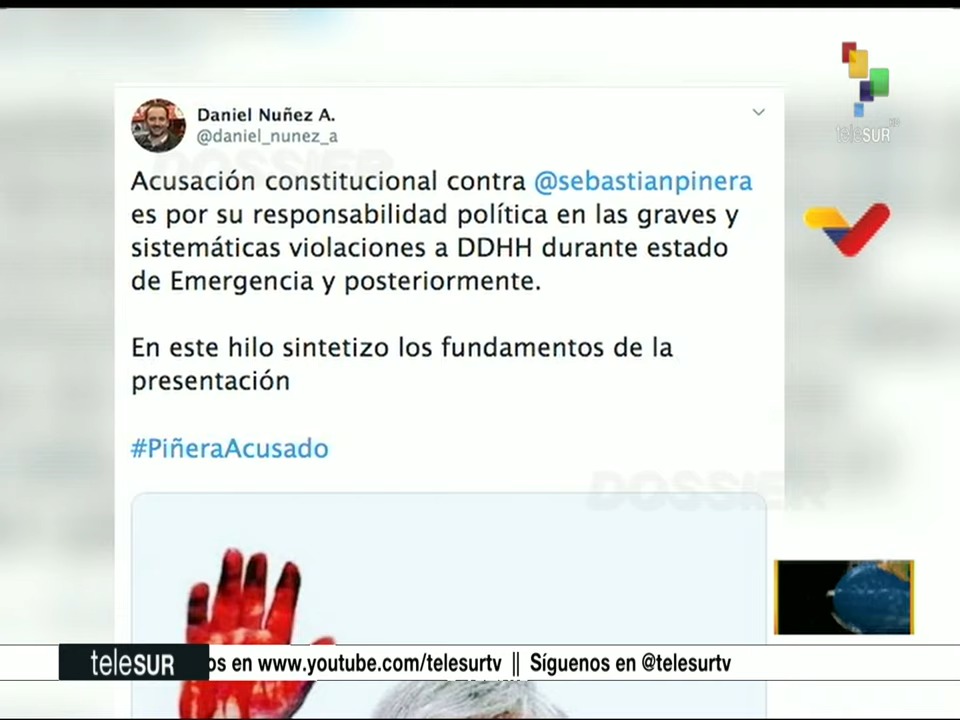 Daniel Nuñez A.
@daniel_nunez_a
DOSSIER
Acusación constitucional contra @sebastianpinera
es por su responsabilidad política en las graves y
sistemáticas violaciones a DDHH durante estado
de Emergencia y posteriormente.
En este hilo sintetizo los fundamentos de la
presentación
#PiñeraAcusado
DOSSIER
teleSUR HD
teleSUR
os en www.youtube.com/telesurtv || Síguenos en @telesurtv